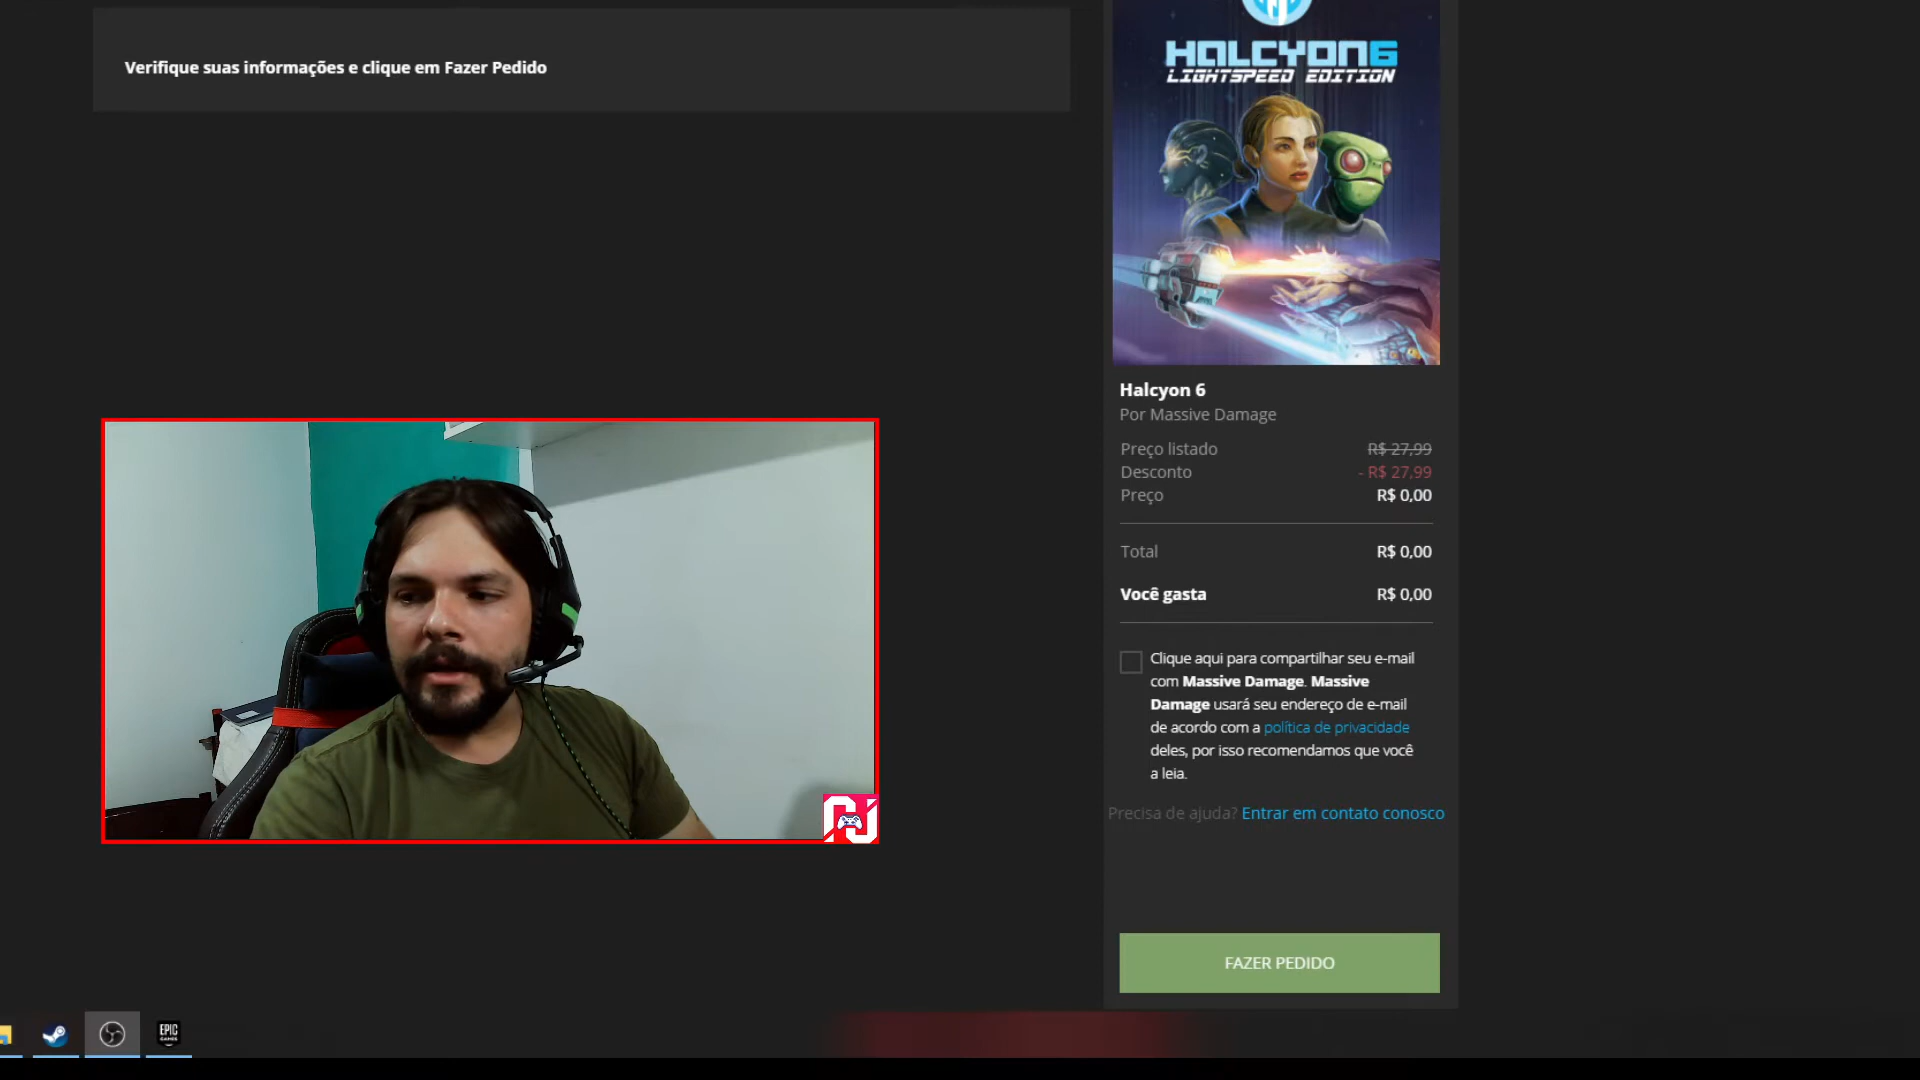 Verifique suas informações e clique em Fazer Pedido
HALCYON6
LIGHTSPEED EDITION
Halcyon 6
Por Massive Damage
Preço listado R$ 27,99
Desconto - R$ 27,99
Preço R$ 0,00
Total R$ 0,00
Você gasta R$ 0,00
Clique aqui para compartilhar seu e-mail
com Massive Damage. Massive
Damage usará seu endereço de e-mail
de acordo com a política de privacidade
deles, por isso recomendamos que você
a leia.
Precisa de ajuda? Entrar em contato conosco
FAZER PEDIDO
EPIC
GAMES